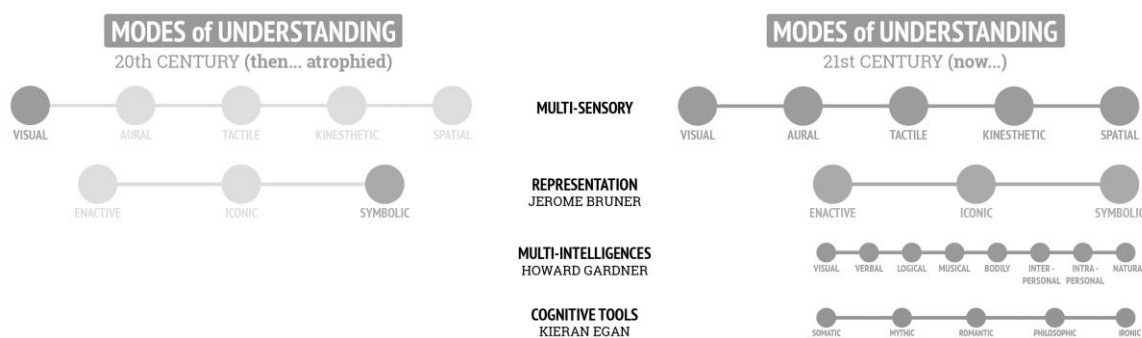 MODES of UNDERSTANDING
20th CENTURY (then... atrophied)
VISUAL AURAL TACTILE KINESTHETIC SPATIAL
ENACTIVE ICONIC SYMBOLIC
MULTI-SENSORY
REPRESENTATION
JEROME BRUNER
MULTI-INTELLIGENCES
HOWARD GARDNER
COGNITIVE TOOLS
KIERAN EGAN
MODES of UNDERSTANDING
21st CENTURY (now...)
VISUAL AURAL TACTILE KINESTHETIC SPATIAL
ENACTIVE ICONIC SYMBOLIC
VISUAL VERBAL LOGICAL MUSICAL BODILY INTER- INTRA- NATURA
PERSONAL PERSONAL
SOMATIC MYTHIC ROMANTIC PHILOSOPHIC IRONIC